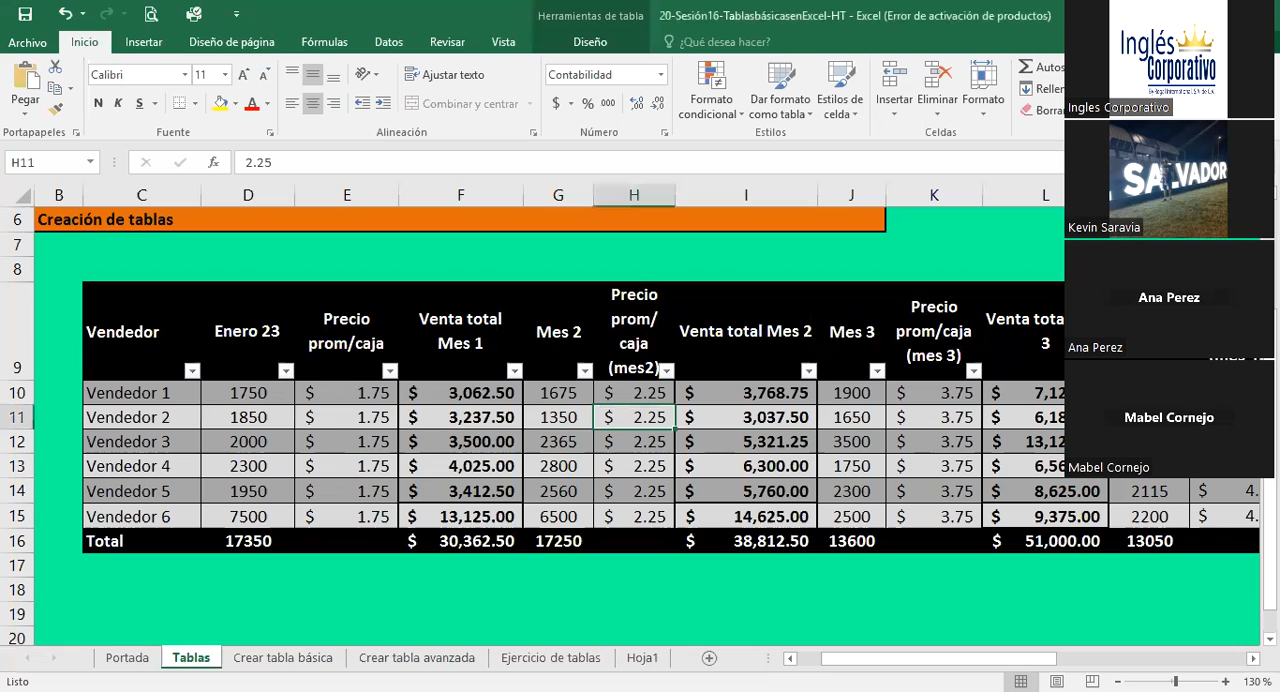 Herramientas de tabla 20-Sesión16-TablasbásicasenExcel-HT - Excel (Error de activación de productos)
Archivo Inicio Insertar Diseño de página Fórmulas Datos Revisar Vista Diseño ¿Qué desea hacer?
Pegar
Calibri 11
N K S
Ajustar texto
Combinar y centrar
Contabilidad
$ % 000
Formato condicional
Dar formato como tabla
Estilos de celda
Insertar Eliminar Formato
Portapapeles Fuente Alineación Número Estilos Celdas
H11 fx 2.25
B C D E F G H I J K L
6 Creación de tablas
7
8
9 Vendedor Enero 23 Precio prom/caja Venta total Mes 1 Mes 2 Precio prom/ caja (mes2) Venta total Mes 2 Mes 3 Precio prom/caja (mes 3) Venta 3
10 Vendedor 1 1750 $ 1.75 $ 3,062.50 1675 $ 2.25 $ 3,768.75 1900 $ 3.75 $
11 Vendedor 2 1850 $ 1.75 $ 3,237.50 1350 $ 2.25 $ 3,037.50 1650 $ 3.75 $
12 Vendedor 3 2000 $ 1.75 $ 3,500.00 2365 $ 2.25 $ 5,321.25 3500 $ 3.75 $
13 Vendedor 4 2300 $ 1.75 $ 4,025.00 2800 $ 2.25 $ 6,300.00 1750 $ 3.75 $
14 Vendedor 5 1950 $ 1.75 $ 3,412.50 2560 $ 2.25 $ 5,760.00 2300 $ 3.75 $ 8,625.00 2115 $ 4.
15 Vendedor 6 7500 $ 1.75 $ 13,125.00 6500 $ 2.25 $ 14,625.00 2500 $ 3.75 $ 9,375.00 2200 $ 4.
16 Total 17350 $ 30,362.50 17250 $ 38,812.50 13600 $ 51,000.00 13050
17
18
19
20
Portada Tablas Crear tabla básica Crear tabla avanzada Ejercicio de tablas Hoja1
Listo 130 %
Inglés
Corporativo
Ingles Corporativo
SALVADOR
Kevin Saravia
Ana Perez
Ana Perez
Mabel Cornejo
Mabel Cornejo